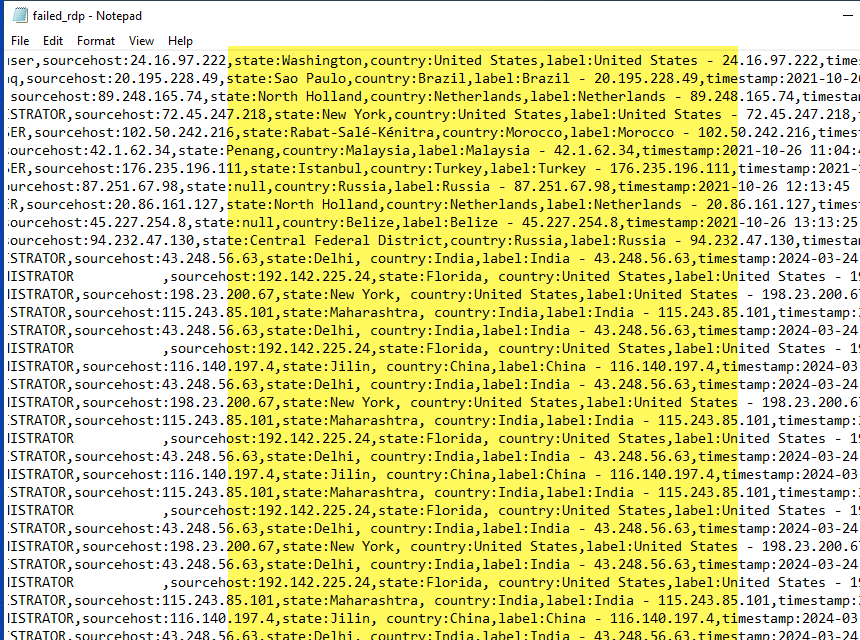 failed_rdp - Notepad
File Edit Format View Help
user,sourcehost:24.16.97.222,state:Washington,country:United States,label:United States - 24.16.97.222,time
q,sourcehost:20.195.228.49,state:Sao Paulo,country:Brazil,label:Brazil - 20.195.228.49,timestamp:2021-10-26
,sourcehost:89.248.165.74,state:North Holland,country:Netherlands,label:Netherlands - 89.248.165.74,timestam
STRATOR,sourcehost:72.45.247.218,state:New York,country:United States,label:United States - 72.45.247.218,t
SER,sourcehost:102.50.242.216,state:Rabat-Salé-Kénitra,country:Morocco,label:Morocco - 102.50.242.216,times
sourcehost:42.1.62.34,state:Penang,country:Malaysia,label:Malaysia - 42.1.62.34,timestamp:2021-10-26 11:04:
SER,sourcehost:176.235.196.111,state:Istanbul,country:Turkey,label:Turkey - 176.235.196.111,timestamp:2021-
ourcehost:87.251.67.98,state:null,country:Russia,label:Russia - 87.251.67.98,timestamp:2021-10-26 12:13:45
R,sourcehost:20.86.161.127,state:North Holland,country:Netherlands,label:Netherlands - 20.86.161.127,timest
sourcehost:45.227.254.8,state:null,country:Belize,label:Belize - 45.227.254.8,timestamp:2021-10-26 13:13:25
sourcehost:94.232.47.130,state:Central Federal District,country:Russia,label:Russia - 94.232.47.130,timesta
STRATOR,sourcehost:43.248.56.63,state:Delhi, country:India,label:India - 43.248.56.63,timestamp:2024-03-24
NISTRATOR ,sourcehost:192.142.225.24,state:Florida, country:United States,label:United States - 19
NISTRATOR,sourcehost:198.23.200.67,state:New York, country:United States,label:United States - 198.23.200.6
STRATOR,sourcehost:115.243.85.101,state:Maharashtra, country:India,label:India - 115.243.85.101,timestamp:2
STRATOR,sourcehost:43.248.56.63,state:Delhi, country:India,label:India - 43.248.56.63,timestamp:2024-03-24
NISTRATOR ,sourcehost:192.142.225.24,state:Florida, country:United States,label:United States - 19
NISTRATOR,sourcehost:116.140.197.4,state:Jilin, country:China,label:China - 116.140.197.4,timestamp:2024-03
STRATOR,sourcehost:43.248.56.63,state:Delhi, country:India,label:India - 43.248.56.63,timestamp:2024-03-24
NISTRATOR,sourcehost:198.23.200.67,state:New York, country:United States,label:United States - 198.23.200.6
STRATOR,sourcehost:115.243.85.101,state:Maharashtra, country:India,label:India - 115.243.85.101,timestamp:2
NISTRATOR ,sourcehost:192.142.225.24,state:Florida, country:United States,label:United States - 19
STRATOR,sourcehost:43.248.56.63,state:Delhi, country:India,label:India - 43.248.56.63,timestamp:2024-03-24
NISTRATOR,sourcehost:116.140.197.4,state:Jilin, country:China,label:China - 116.140.197.4,timestamp:2024-03
STRATOR,sourcehost:115.243.85.101,state:Maharashtra, country:India,label:India - 115.243.85.101,timestamp:2
NISTRATOR ,sourcehost:192.142.225.24,state:Florida, country:United States,label:United States - 19
STRATOR,sourcehost:43.248.56.63,state:Delhi, country:India,label:India - 43.248.56.63,timestamp:2024-03-24
NISTRATOR,sourcehost:198.23.200.67,state:New York, country:United States,label:United States - 198.23.200.6
STRATOR,sourcehost:43.248.56.63,state:Delhi, country:India,label:India - 43.248.56.63,timestamp:2024-03-24
NISTRATOR ,sourcehost:192.142.225.24,state:Florida, country:United States,label:United States - 19
STRATOR,sourcehost:115.243.85.101,state:Maharashtra, country:India,label:India - 115.243.85.101,timestamp:2
NISTRATOR,sourcehost:116.140.197.4,state:Jilin, country:China,label:China - 116.140.197.4,timestamp:2024-03
STRATOR,sourcehost:43.248.56.63,state:Delhi, country:India,label:India - 43.248.56.63,timestamp:2024-03-24